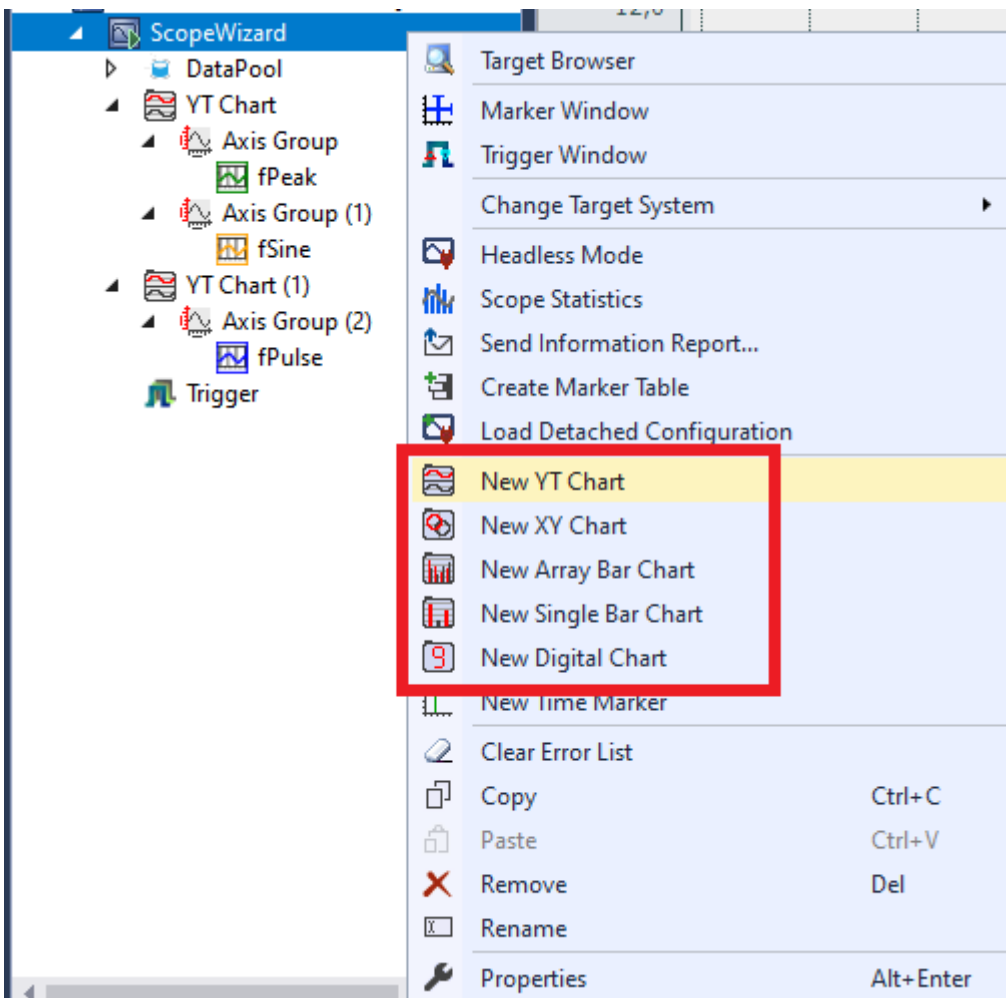 12,0
ScopeWizard
DataPool
YT Chart
Axis Group
fPeak
Axis Group (1)
fSine
YT Chart (1)
Axis Group (2)
fPulse
Trigger
Target Browser
Marker Window
Trigger Window
Change Target System
Headless Mode
Scope Statistics
Send Information Report...
Create Marker Table
Load Detached Configuration
New YT Chart
New XY Chart
New Array Bar Chart
New Single Bar Chart
New Digital Chart
New Time Marker
Clear Error List
Copy Ctrl+C
Paste Ctrl+V
Remove Del
Rename
Properties Alt+Enter